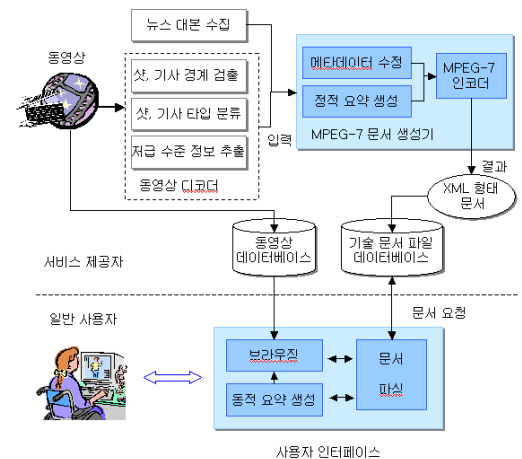 뉴스 대본 수집
동영상
샷, 기사 경계 검출
샷, 기사 타입 분류
저급 수준 정보 추출
동영상 디코더
입력
메타데이터 수정
정적 요약 생성
MPEG-7
인코더
MPEG-7 문서 생성기
결과
XML 형태
문서
동영상
데이터베이스
기술 문서 파일
데이터베이스
서비스 제공자
일반 사용자
문서 요청
브라우징
동적 요약 생성
문서
파싱
사용자 인터페이스